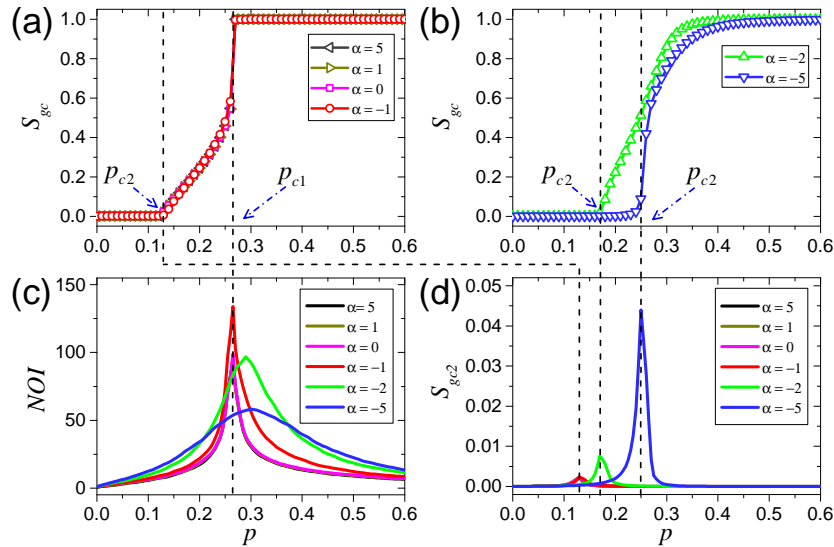 (a)
1.0
0.8
0.6
0.4
0.2
0.0
S_gc
α = 5
α = 1
α = 0
α = −1
p_c2
p_c1
0.0 0.1 0.2 0.3 0.4 0.5 0.6
(b)
1.0
0.8
0.6
0.4
0.2
0.0
S_gc
α = −2
α = −5
p_c2
p_c2
0.0 0.1 0.2 0.3 0.4 0.5 0.6
(c)
150
125
100
75
50
25
0
NOI
α = 5
α = 1
α = 0
α = −1
α = −2
α = −5
0.0 0.1 0.2 0.3 0.4 0.5 0.6
p
(d)
0.05
0.04
0.03
0.02
0.01
0.00
S_gc2
α = 5
α = 1
α = 0
α = −1
α = −2
α = −5
0.0 0.1 0.2 0.3 0.4 0.5 0.6
p